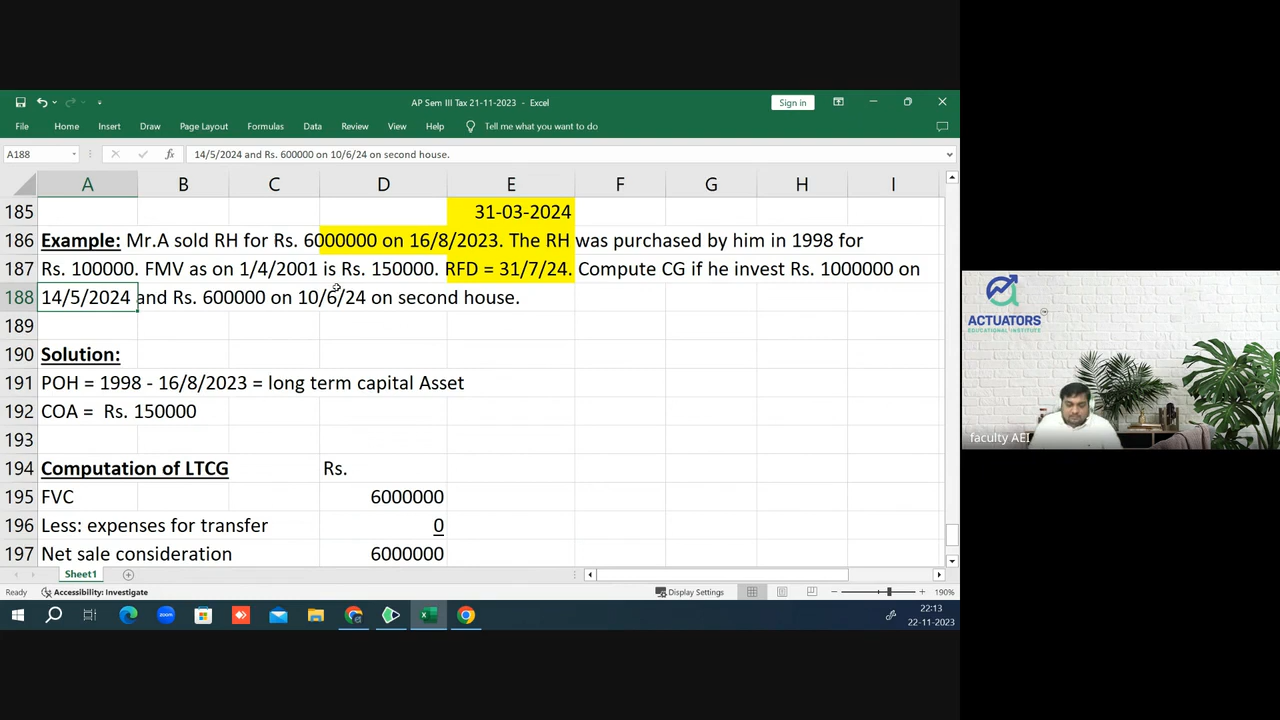 AP Sem III Tax 21-11-2023 - Excel
Sign in
File Home Insert Draw Page Layout Formulas Data Review View Help Tell me what you want to do
A188 fx 14/5/2024 and Rs. 600000 on 10/6/24 on second house.
A B C D E F G H I
185 31-03-2024
186 Example: Mr.A sold RH for Rs. 6000000 on 16/8/2023. The RH was purchased by him in 1998 for
187 Rs. 100000. FMV as on 1/4/2001 is Rs. 150000. RFD = 31/7/24. Compute CG if he invest Rs. 1000000 on
188 14/5/2024 and Rs. 600000 on 10/6/24 on second house.
189
190 Solution:
191 POH = 1998 - 16/8/2023 = long term capital Asset
192 COA = Rs. 150000
193
194 Computation of LTCG Rs.
195 FVC 6000000
196 Less: expenses for transfer 0
197 Net sale consideration 6000000
Sheet1
Ready Accessibility: Investigate Display Settings 190%
22:13
22-11-2023
ACTUATORS
EDUCATIONAL INSTITUTE
faculty AEI